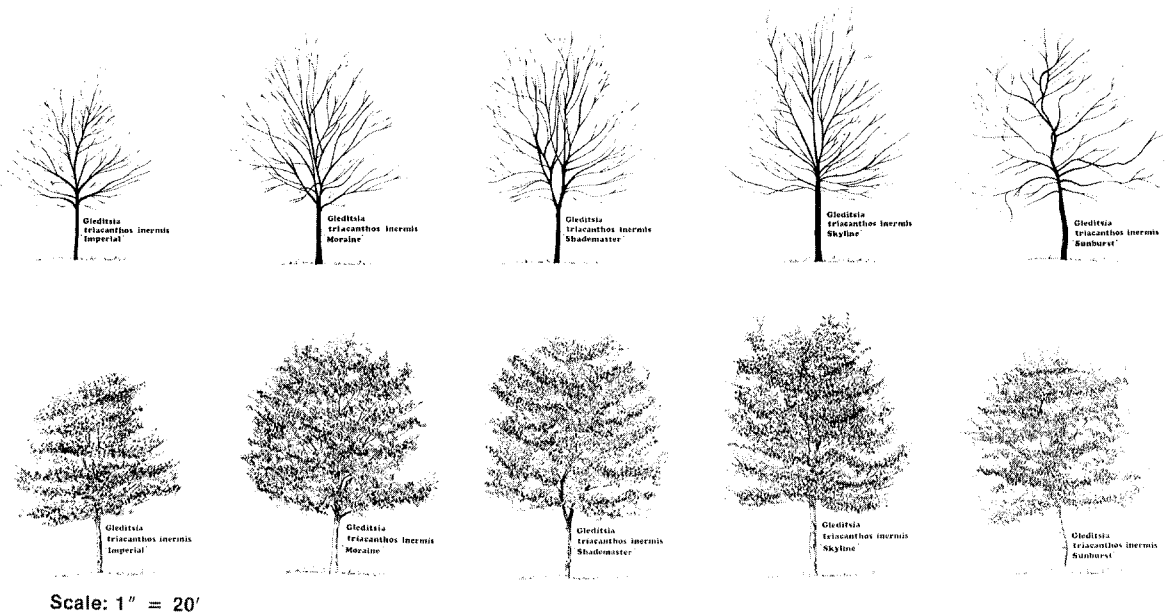 Gleditsia
triacanthos inermis
'Imperial'
Gleditsia
triacanthos inermis
'Moraine'
Gleditsia
triacanthos inermis
'Shademaster'
Gleditsia
triacanthos inermis
'Skyline'
Gleditsia
triacanthos inermis
'Sunburst'
Gleditsia
triacanthos inermis
'Imperial'
Gleditsia
triacanthos inermis
'Moraine'
Gleditsia
triacanthos inermis
'Shademaster'
Gleditsia
triacanthos inermis
'Skyline'
Gleditsia
triacanthos inermis
'Sunburst'
Scale: 1" = 20'